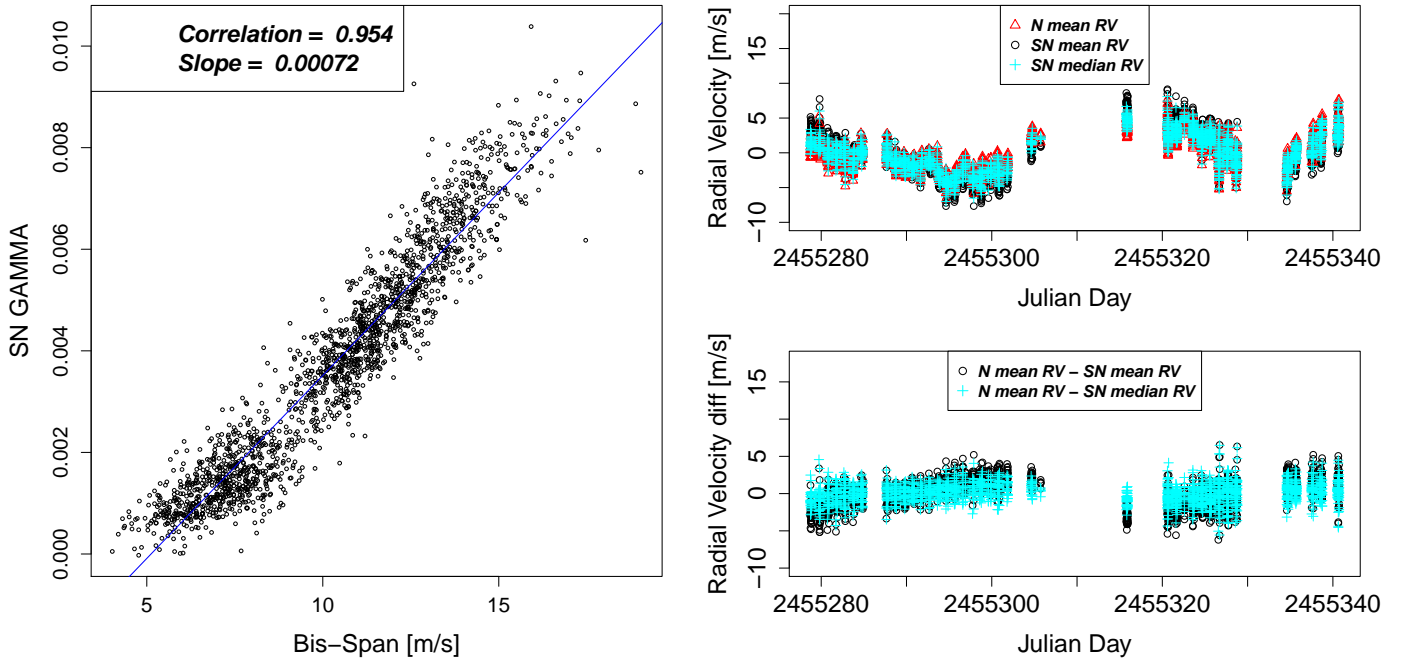 Correlation = 0.954
Slope = 0.00072
SN GAMMA
0.010
0.008
0.006
0.004
0.002
0.000
5 10 15
Bis−Span [m/s]
N mean RV
SN mean RV
SN median RV
Radial Velocity [m/s]
15
5
0
−10
2455280 2455300 2455320 2455340
Julian Day
N mean RV − SN mean RV
N mean RV − SN median RV
Radial Velocity diff [m/s]
15
5
0
−10
2455280 2455300 2455320 2455340
Julian Day